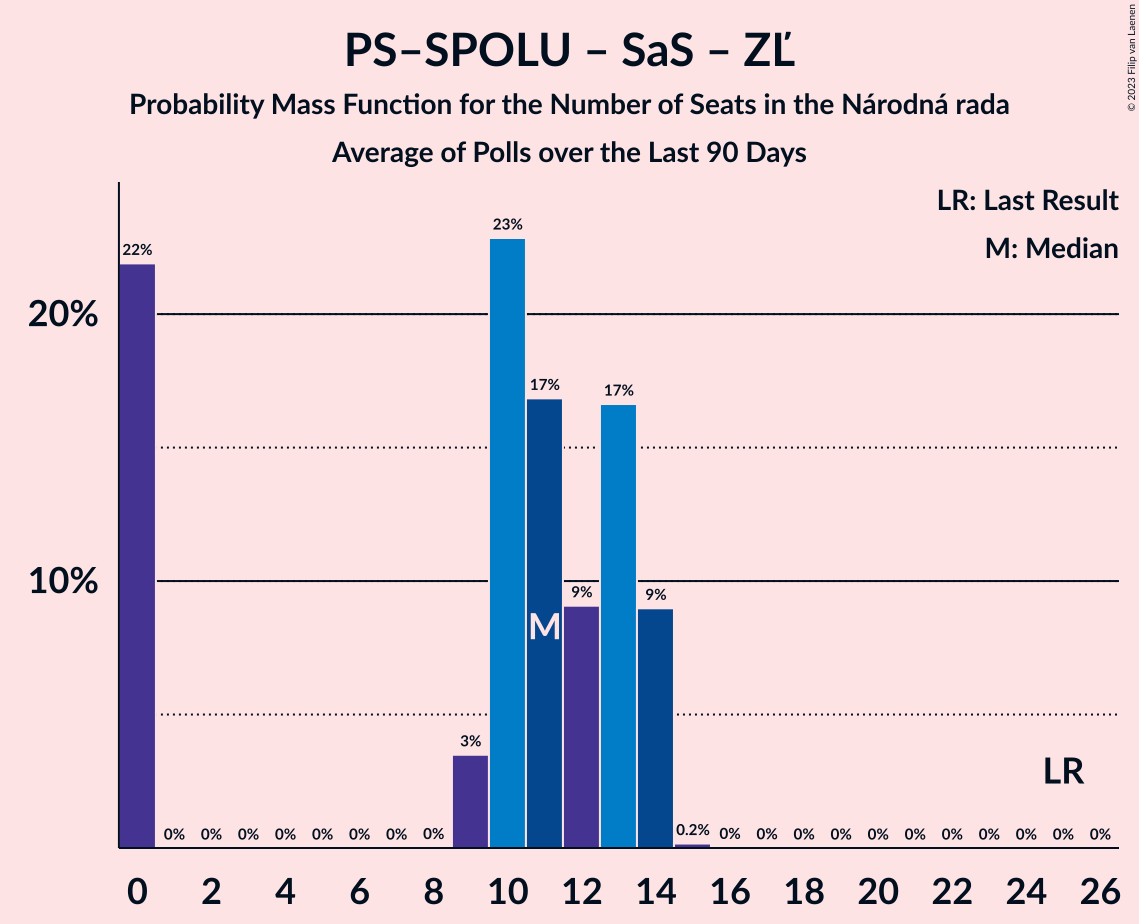 PS–SPOLU – SaS – ZĽ
Probability Mass Function for the Number of Seats in the Národná rada
Average of Polls over the Last 90 Days
© 2023 Filip van Laenen
LR: Last Result
M: Median
22% 0% 0% 0% 0% 0% 0% 0% 0% 3% 23% 17% 9% 17% 9% 0.2% 0% 0% 0% 0% 0% 0% 0% 0% 0% 0% 0%
20%
10%
M
LR
0 2 4 6 8 10 12 14 16 18 20 22 24 26